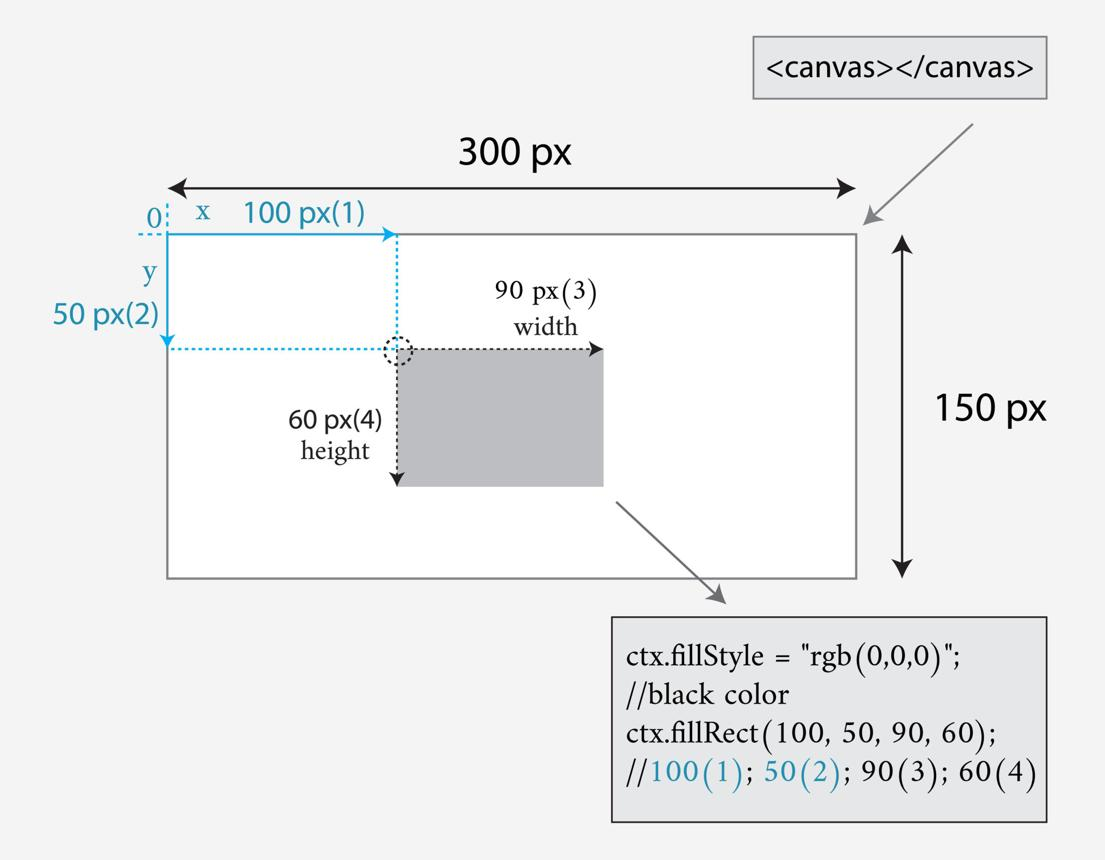 <canvas></canvas>
300 px
0
x
100 px(1)
y
50 px(2)
90 px(3)
width
60 px(4)
height
150 px
ctx.fillStyle = "rgb(0,0,0)";
//black color
ctx.fillRect(100, 50, 90, 60);
//100(1); 50(2); 90(3); 60(4)